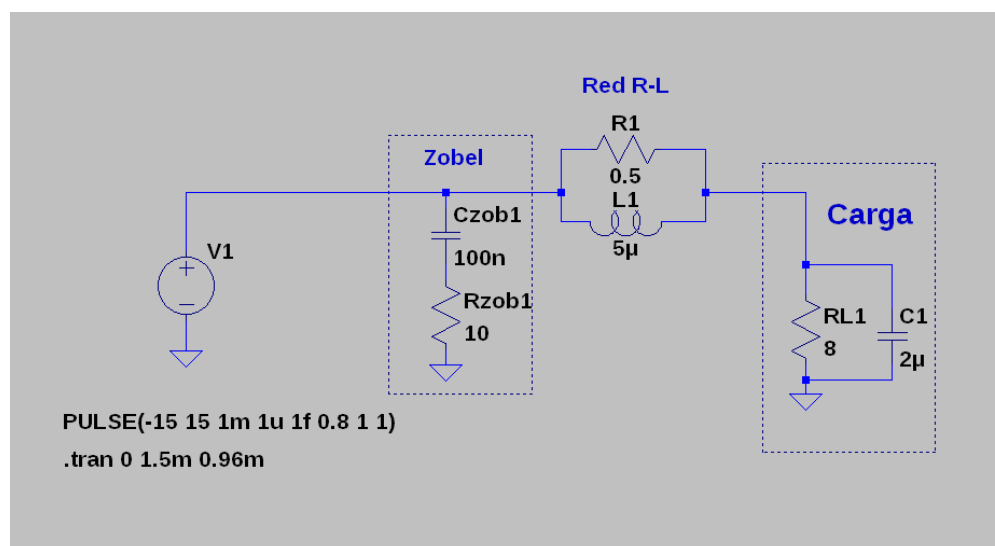 Red R-L
R1
0.5
L1
5µ
Zobel
Czob1
100n
Rzob1
10
V1
Carga
RL1
8
C1
2µ
PULSE(-15 15 1m 1u 1f 0.8 1 1)
.tran 0 1.5m 0.96m